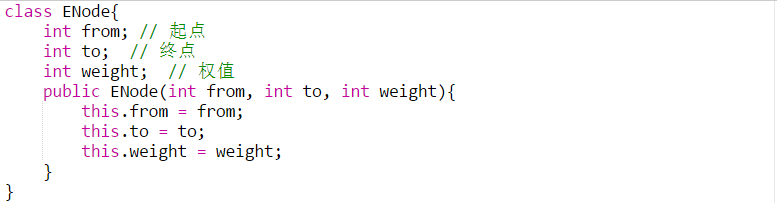 class ENode{
    int from; // 起点
    int to;  // 终点
    int weight;  // 权值
    public ENode(int from, int to, int weight){
        this.from = from;
        this.to = to;
        this.weight = weight;
    }
}